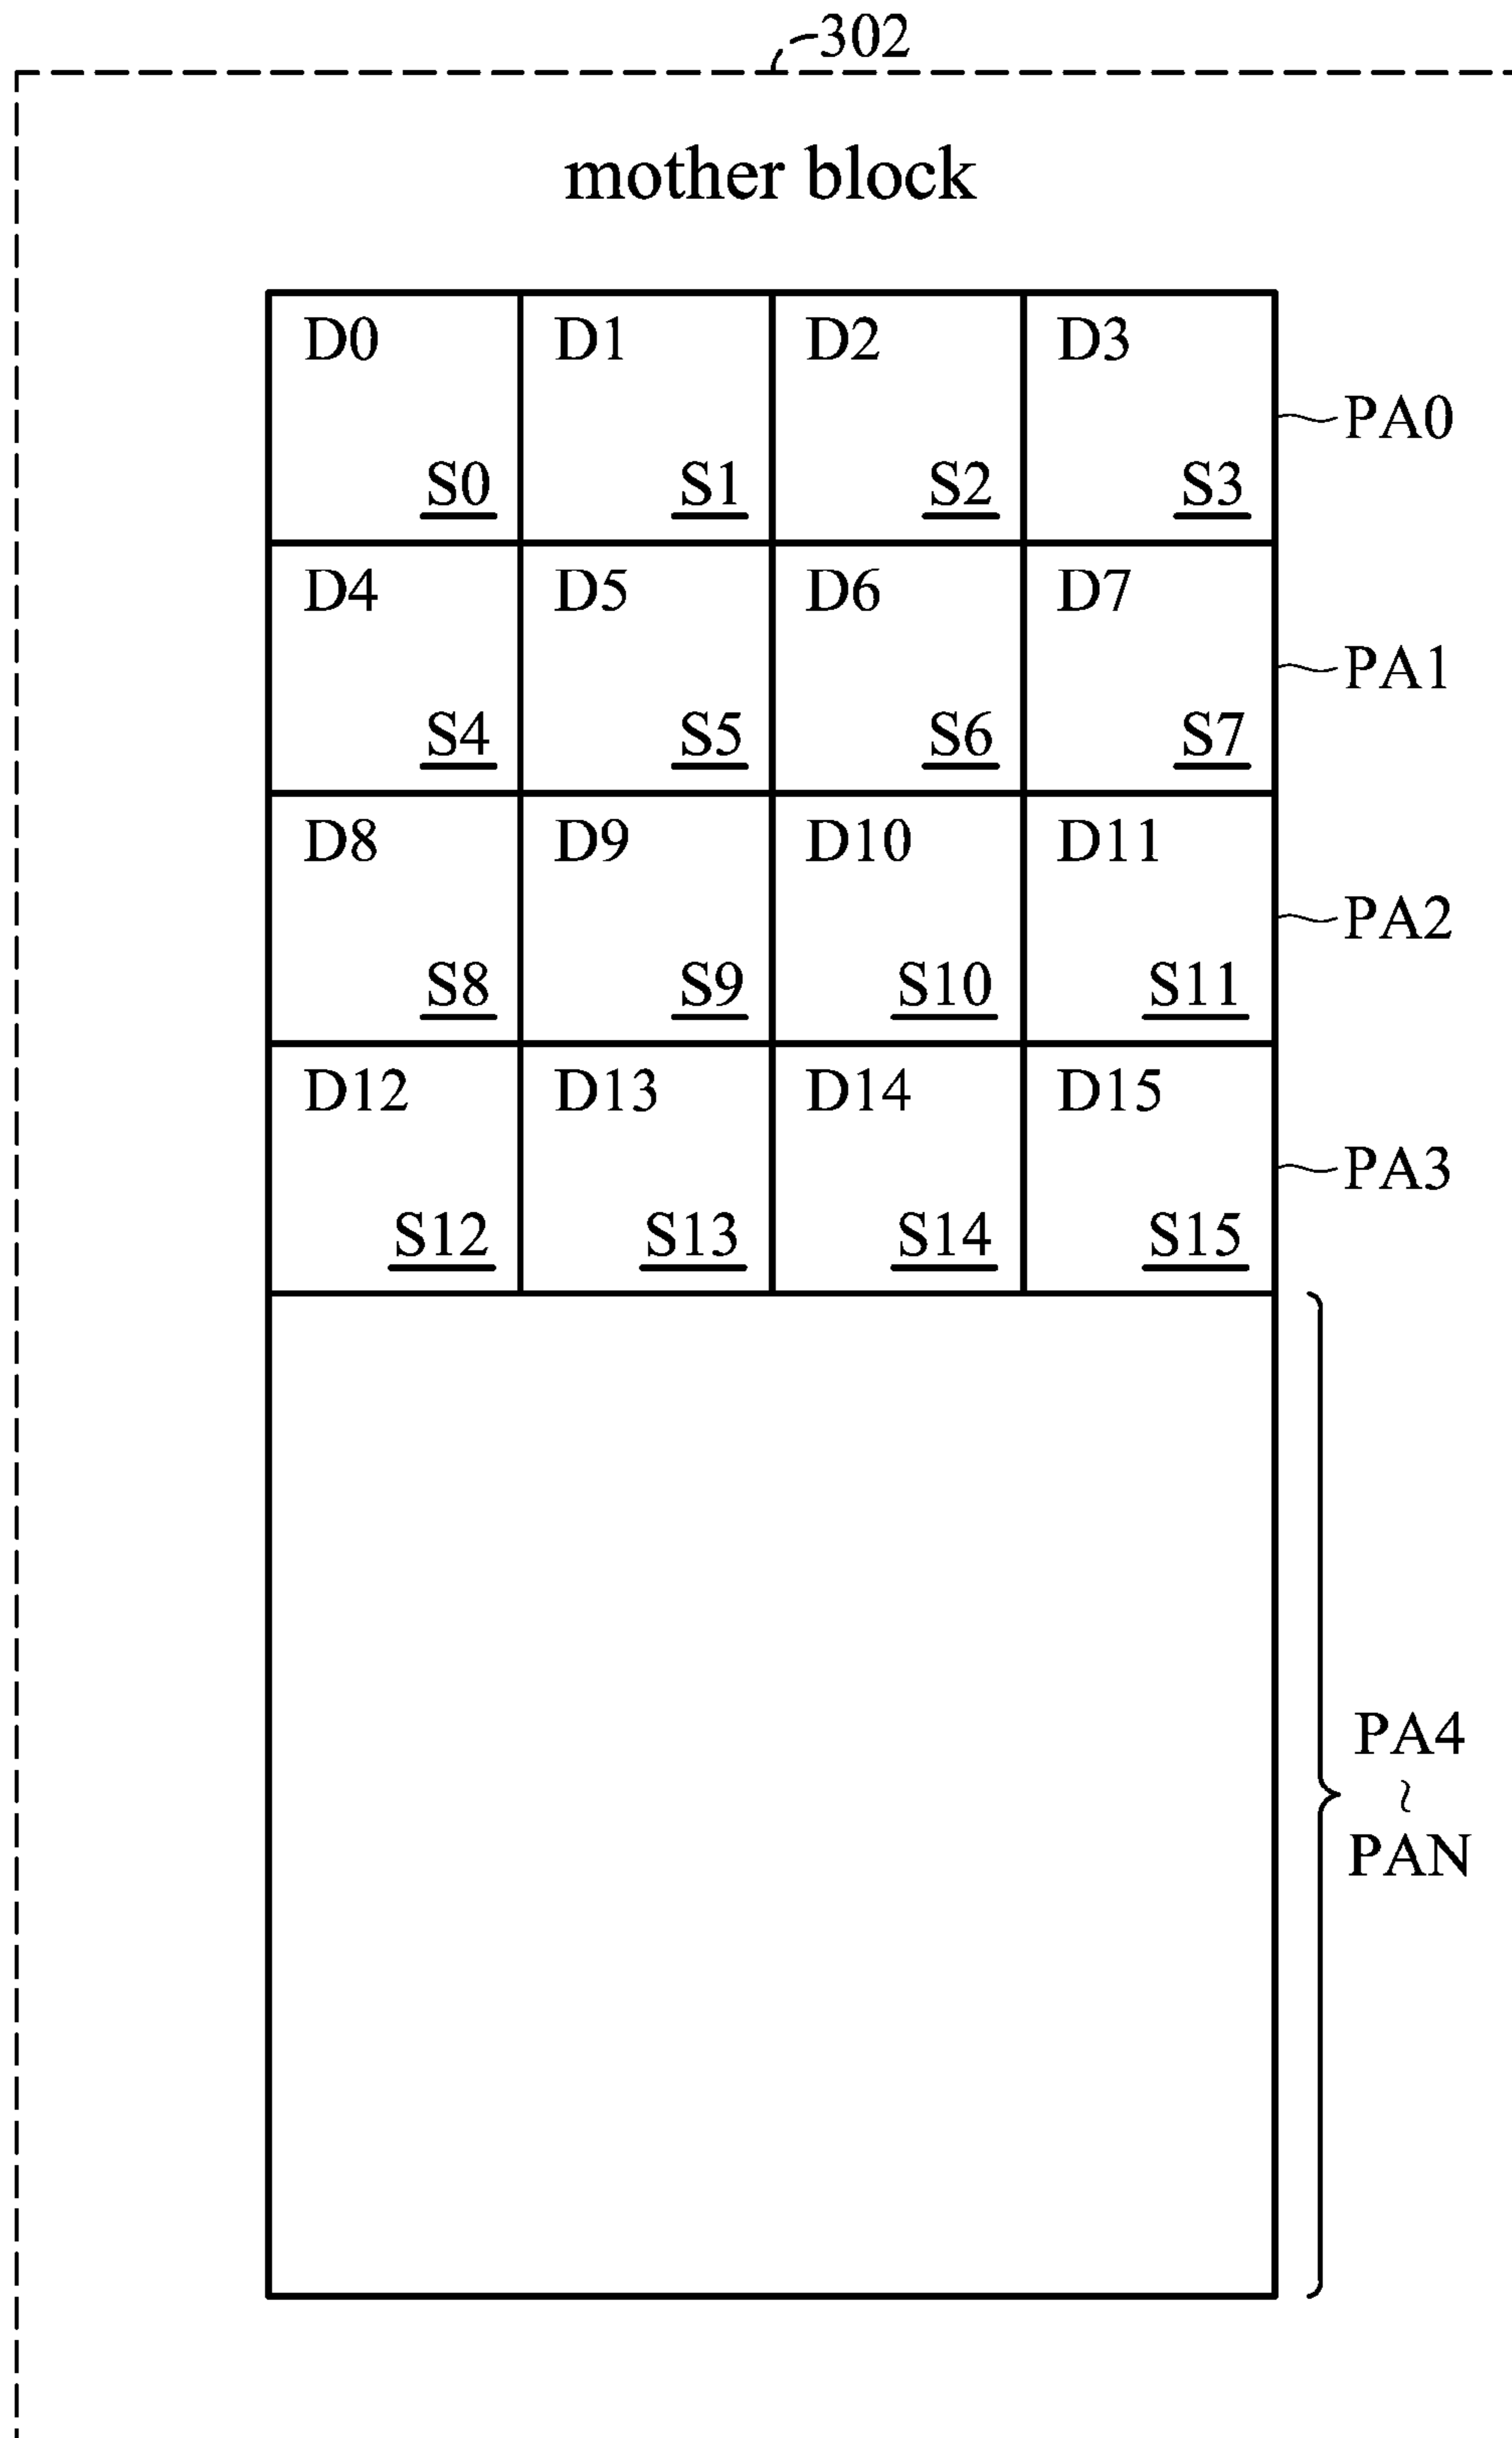 302
mother block
D0 D1 D2 D3
PA0
S0 S1 S2 S3
D4 D5 D6 D7
PA1
S4 S5 S6 S7
D8 D9 D10 D11
PA2
S8 S9 S10 S11
D12 D13 D14 D15
PA3
S12 S13 S14 S15
PA4
~
PAN